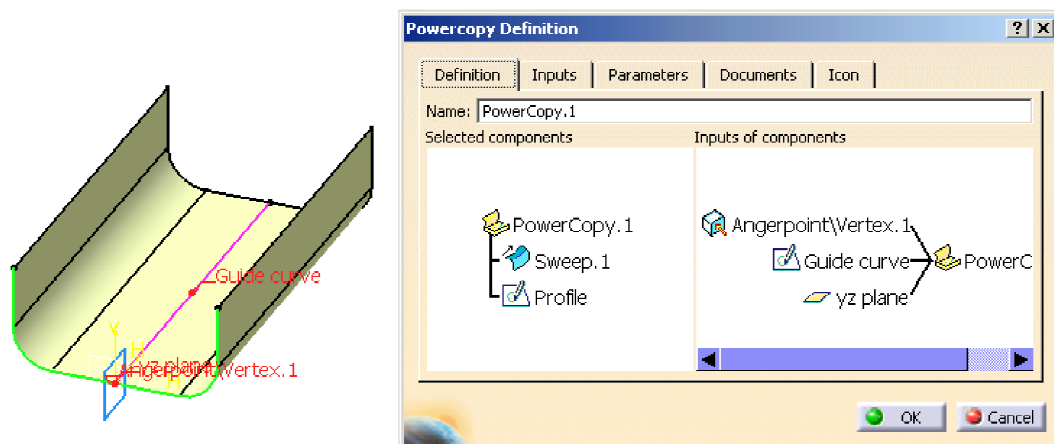 Powercopy Definition
Definition Inputs Parameters Documents Icon
Name: PowerCopy.1
Selected components Inputs of components
PowerCopy.1
Sweep.1
Profile
Angerpoint\Vertex.1
Guide curve
yz plane
PowerC
OK Cancel
Guide curve
V
H
yz plane
Angerpoint\Vertex.1
H